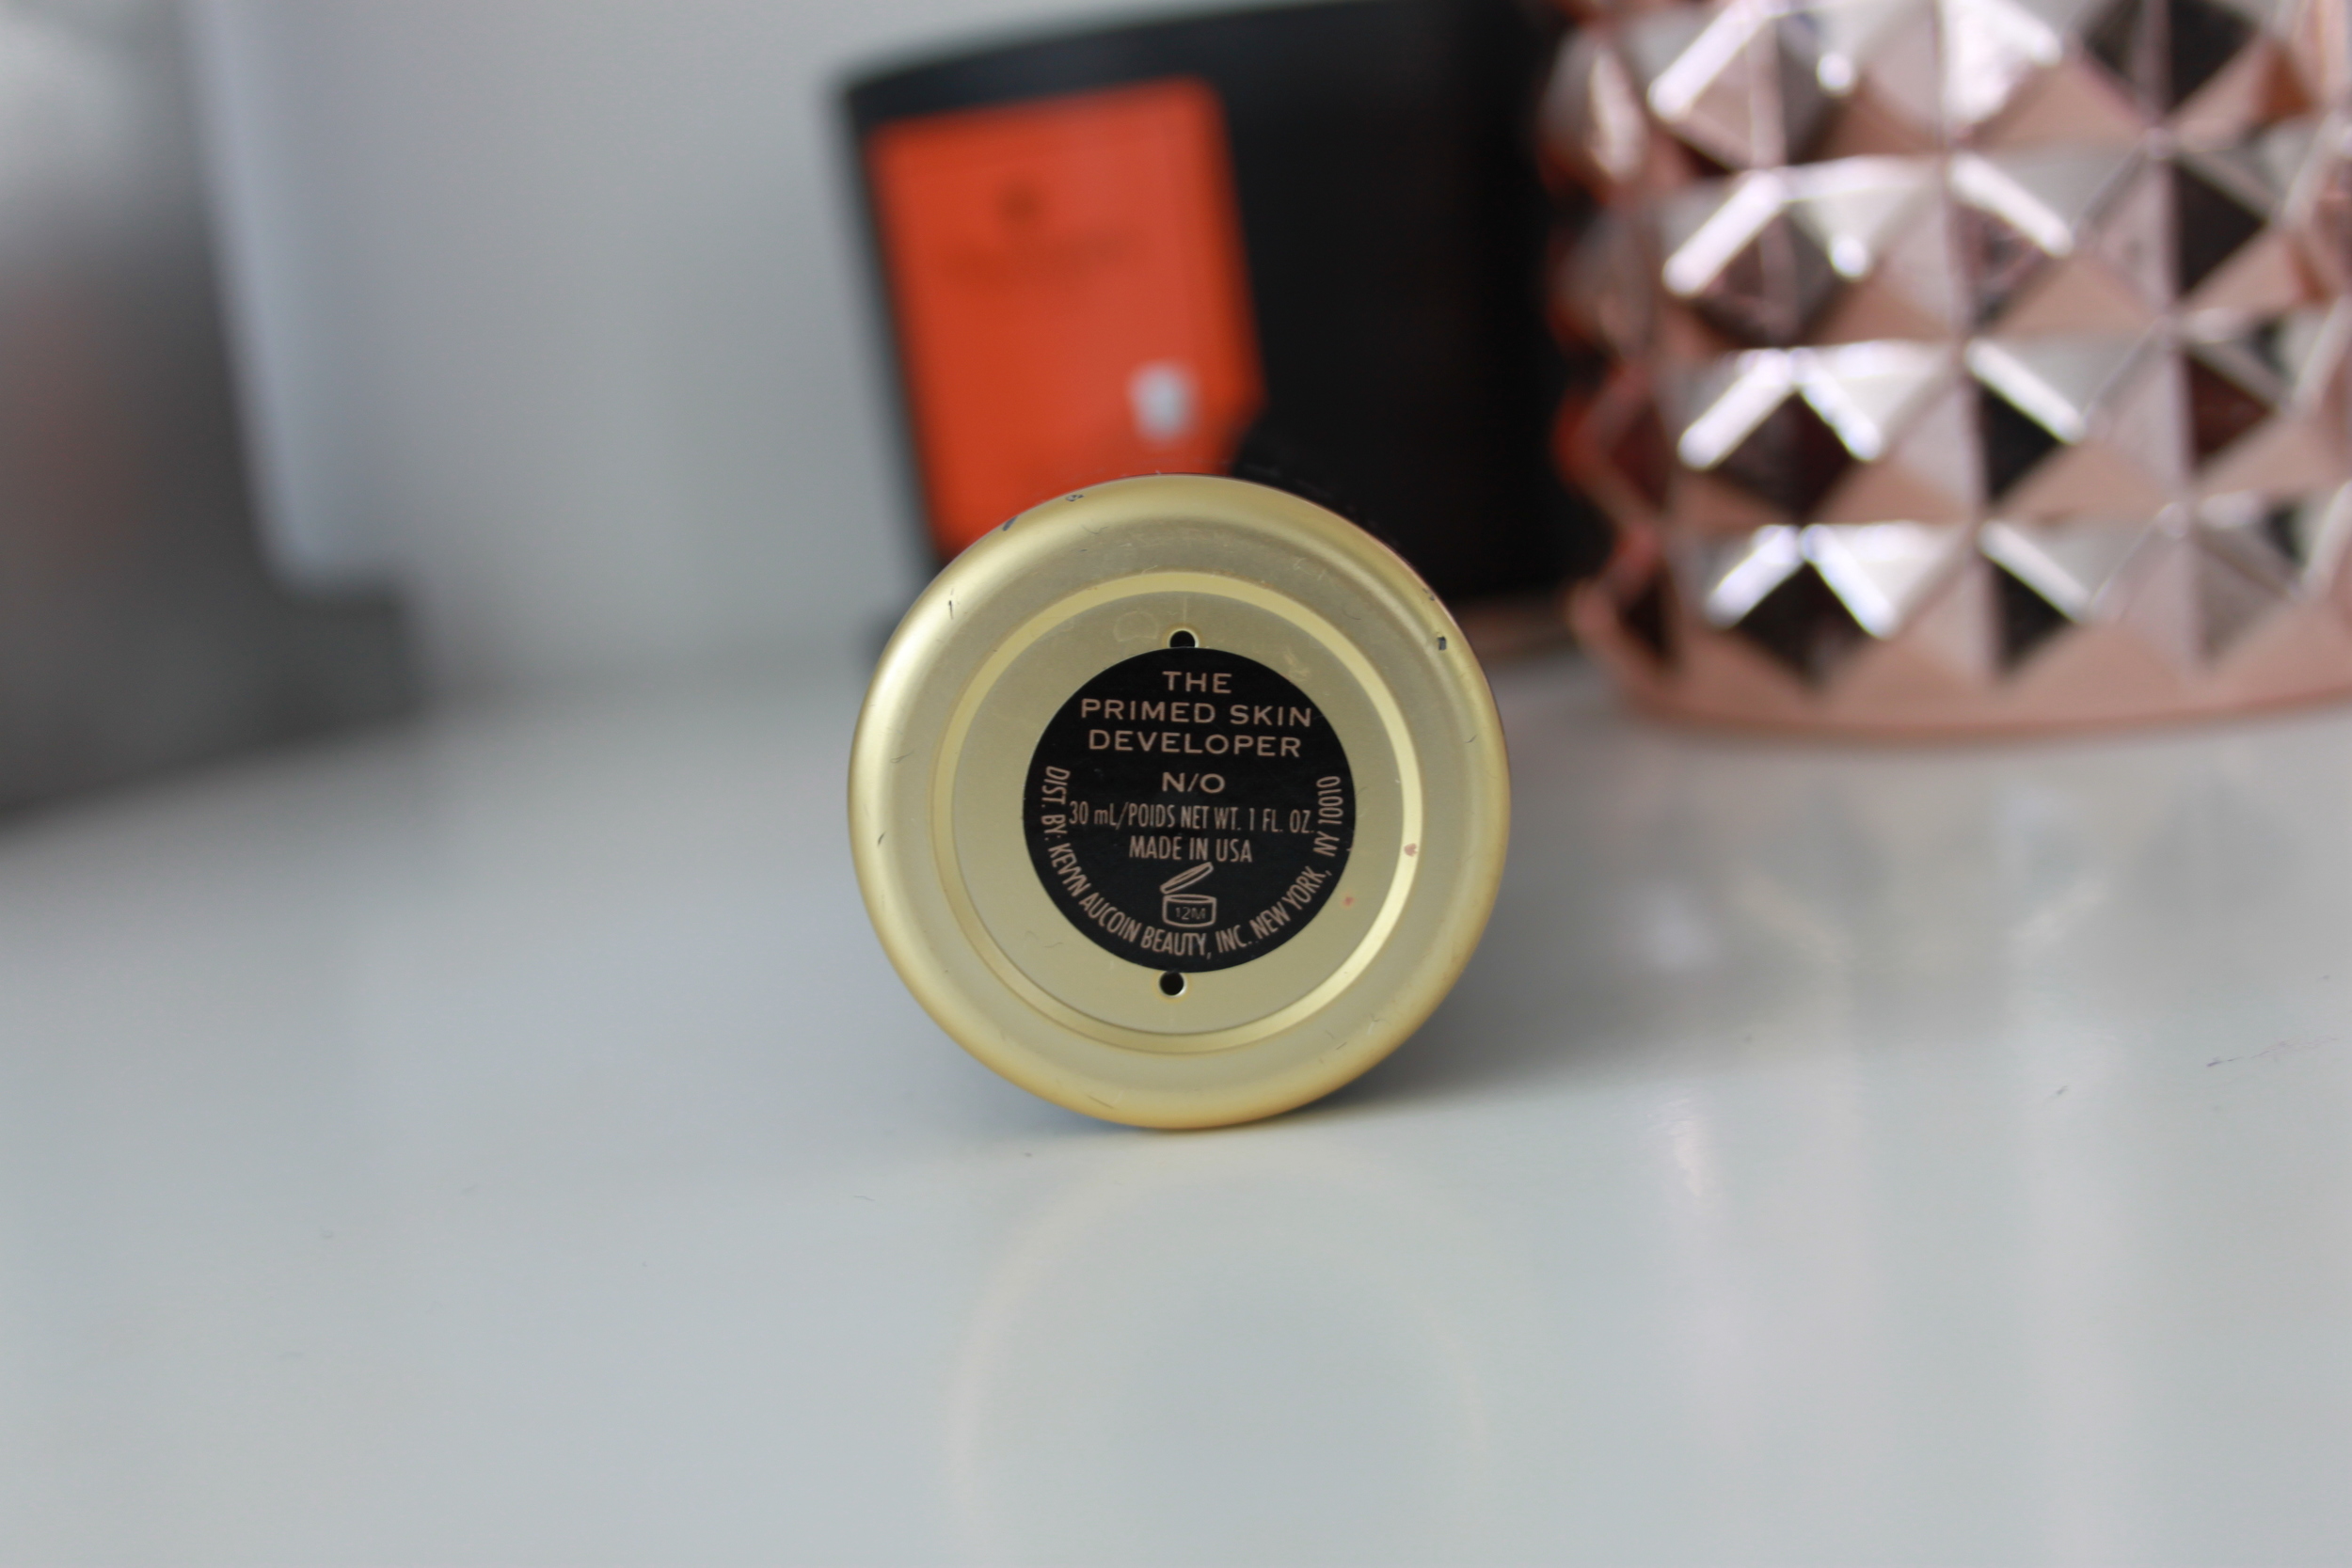 THE
PRIMED SKIN
DEVELOPER
N/O
30 mL/POIDS NET WT. 1 FL. OZ.
MADE IN USA
12M
DIST. BY: KEVYN AUCOIN BEAUTY, INC. NEW YORK, NY 10010